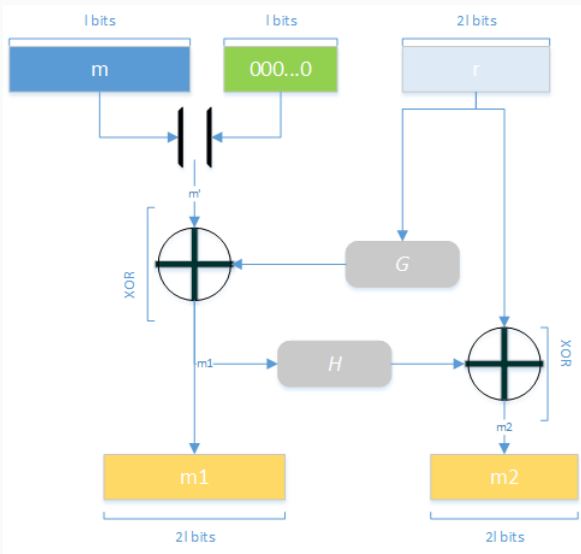 l bits
l bits
2l bits
m
000...0
r
m'
XOR
G
m1
H
XOR
m2
m1
m2
2l bits
2l bits